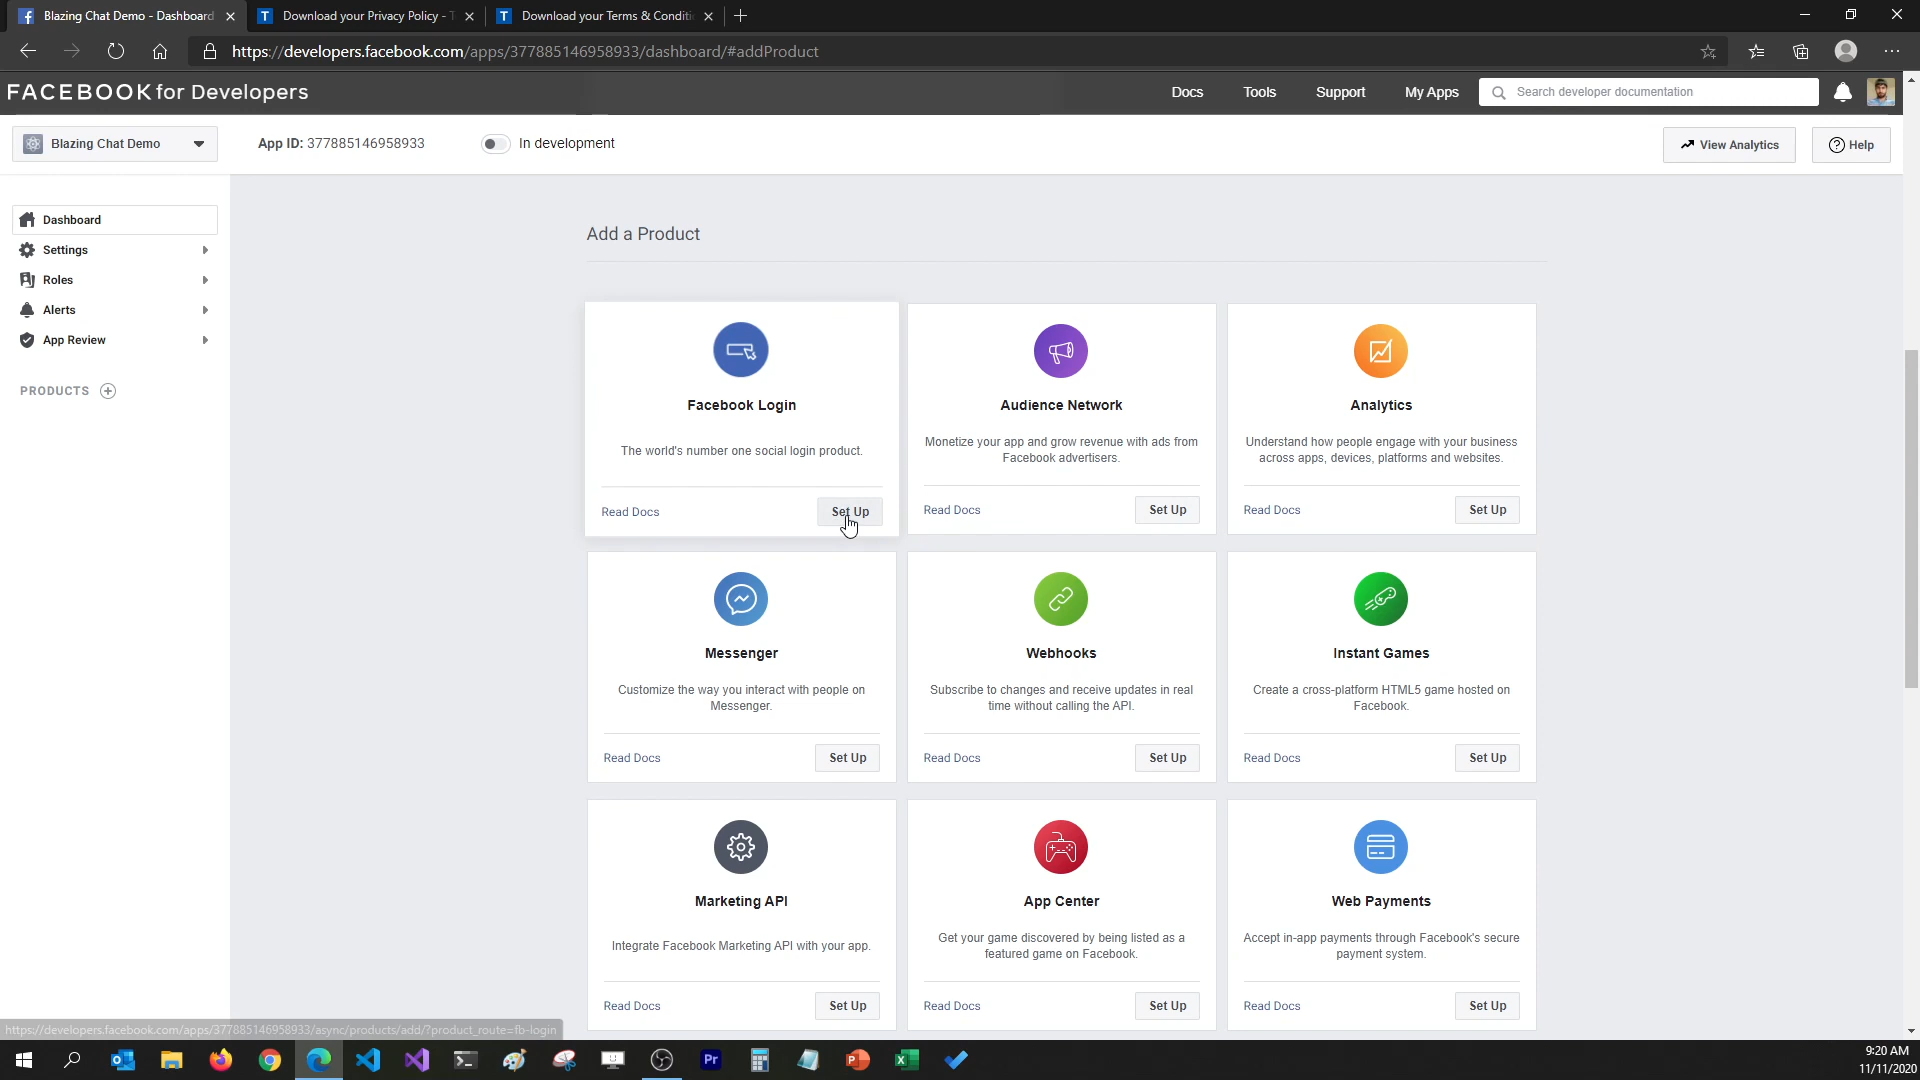 Blazing Chat Demo - Dashboard
Download your Privacy Policy - T
Download your Terms & Conditi
https://developers.facebook.com/apps/377885146958933/dashboard/#addProduct
FACEBOOK for Developers
Docs
Tools
Support
My Apps
Search developer documentation
Blazing Chat Demo
App ID: 377885146958933
In development
View Analytics
Help
Dashboard
Settings
Roles
Alerts
App Review
PRODUCTS
Add a Product
Facebook Login
The world's number one social login product.
Read Docs
Set Up
Audience Network
Monetize your app and grow revenue with ads from
Facebook advertisers.
Read Docs
Set Up
Analytics
Understand how people engage with your business
across apps, devices, platforms and websites.
Read Docs
Set Up
Messenger
Customize the way you interact with people on
Messenger.
Read Docs
Set Up
Webhooks
Subscribe to changes and receive updates in real
time without calling the API.
Read Docs
Set Up
Instant Games
Create a cross-platform HTML5 game hosted on
Facebook.
Read Docs
Set Up
Marketing API
Integrate Facebook Marketing API with your app.
Read Docs
Set Up
App Center
Get your game discovered by being listed as a
featured game on Facebook.
Read Docs
Set Up
Web Payments
Accept in-app payments through Facebook's secure
payment system.
Read Docs
Set Up
https://developers.facebook.com/apps/377885146958933/async/products/add/?product_route=fb-login
9:20 AM
11/11/2020